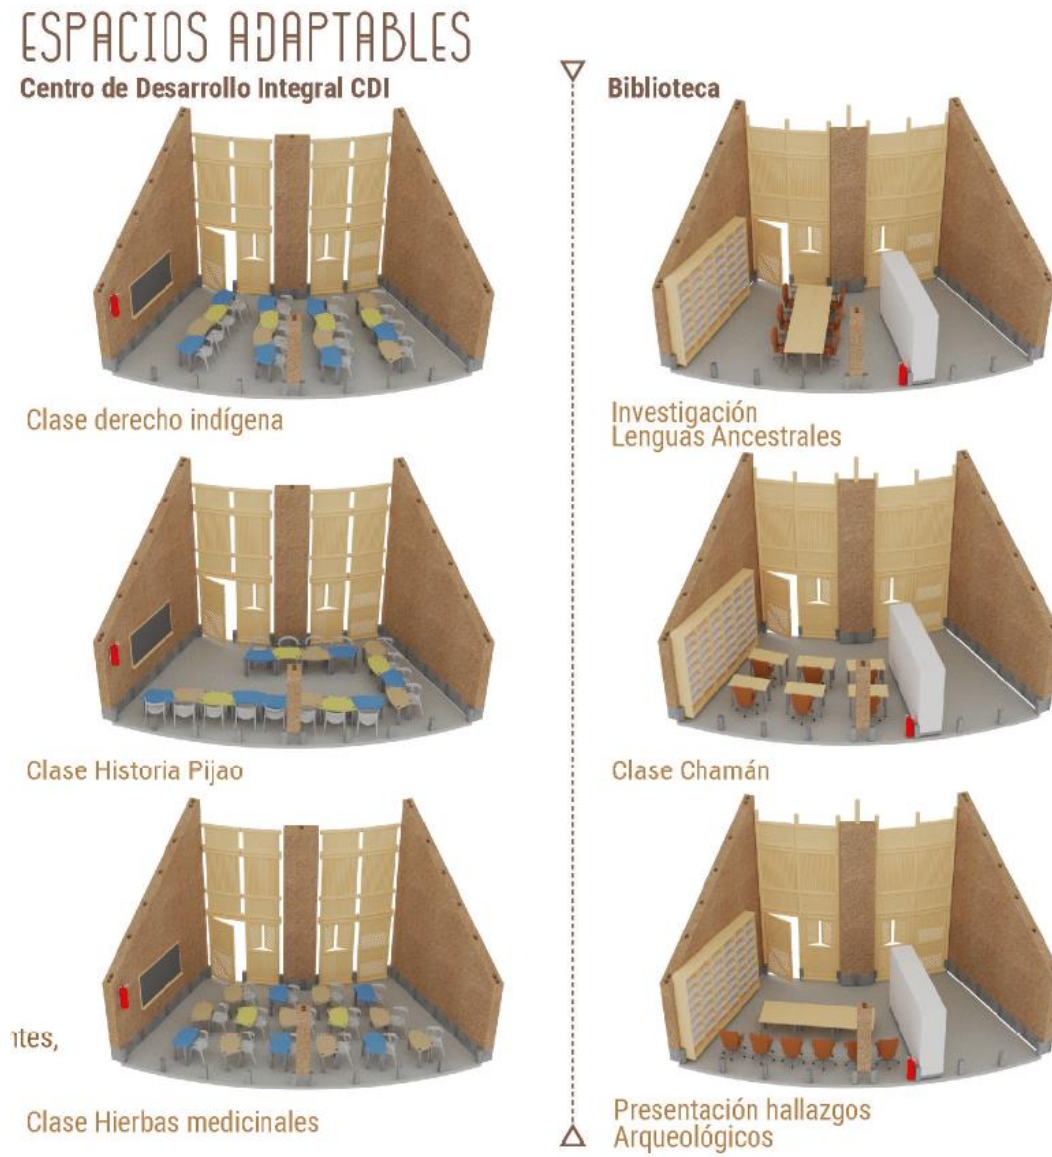 ESPACIOS ADAPTABLES
Centro de Desarrollo Integral CDI
Clase derecho indígena
Clase Historia Pijao
ntes,
Clase Hierbas medicinales
Biblioteca
Investigación
Lenguas Ancestrales
Clase Chamán
Presentación hallazgos
Arqueológicos